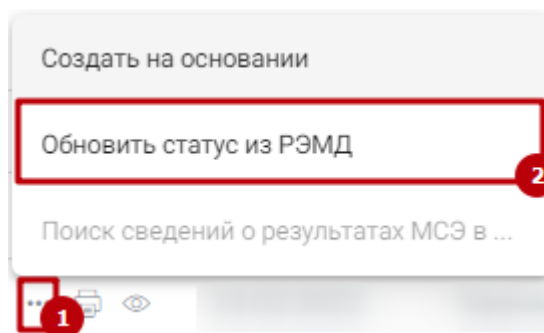 Создать на основании
Обновить статус из РЭМД
2
Поиск сведений о результатах МСЭ в ...
...
1